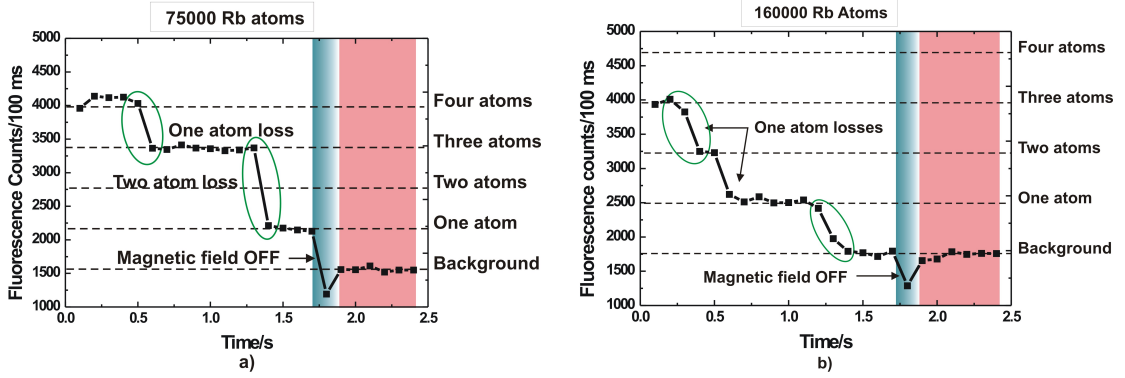 75000 Rb atoms
Fluorescence Counts/100 ms
5000
4500
4000
3500
3000
2500
2000
1500
1000
Four atoms
Three atoms
Two atoms
One atom
Background
One atom loss
Two atom loss
Magnetic field OFF
0.0 0.5 1.0 1.5 2.0 2.5
Time/s
a)
160000 Rb Atoms
Fluorescence counts/100 ms
5000
4500
4000
3500
3000
2500
2000
1500
1000
Four atoms
Three atoms
Two atoms
One atom
Background
One atom losses
Magnetic field OFF
0.0 0.5 1.0 1.5 2.0 2.5
Time/s
b)